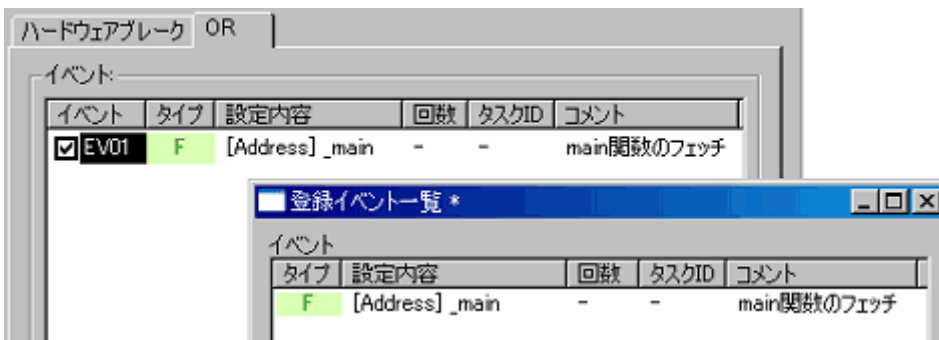 ハードウェアブレーク OR
イベント:
イベント タイプ 設定内容 回数 タスクID コメント
EV01 F [Address] _main - - main関数のフェッチ
登録イベント一覧 *
イベント
タイプ 設定内容 回数 タスクID コメント
F [Address] _main - - main関数のフェッチ